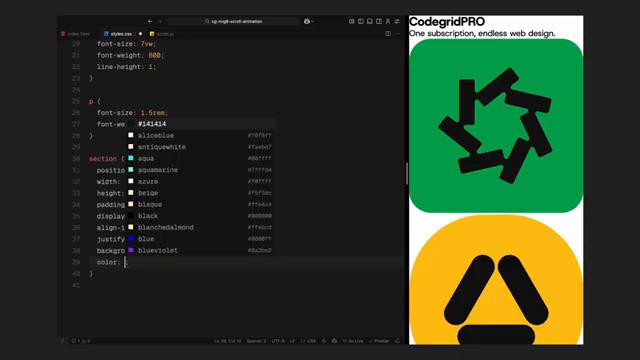 cg-mg8-scroll-animation
index.html
styles.css
script.js
20 font-size: 7vw;
21 font-weight: 800;
22 line-height: 1;
23 }
24
25 p {
26 font-size: 1.5rem;
27 font-we
28 }
29
30 section {
31 positio
32 width:
33 height:
34 padding
35 display
36 align-i
37 justify
38 backgro
39 color: ;
40 }
41
#141414
aliceblue #f0f8ff
antiquewhite #faebd7
aqua #00ffff
aquamarine #7fffd4
azure #f0ffff
beige #f5f5dc
bisque #ffe4c4
black #000000
blanchedalmond #ffebcd
blue #0000ff
blueviolet #8a2be2
Ln 39, Col 10
Spaces: 2
UTF-8
LF
CSS
Go Live
Prettier
CodegridPRO
One subscription, endless web design.